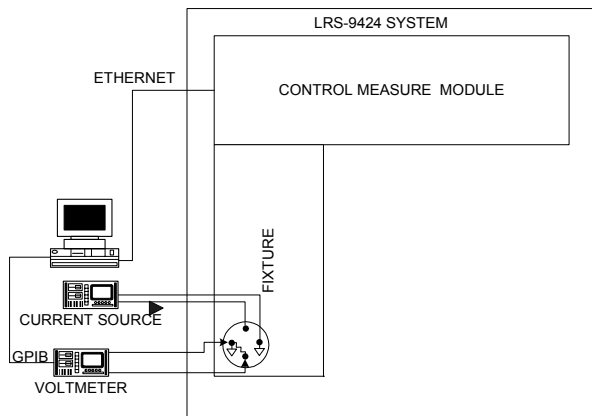 LRS-9424 SYSTEM
ETHERNET
CONTROL MEASURE MODULE
FIXTURE
CURRENT SOURCE
GPIB
VOLTMETER